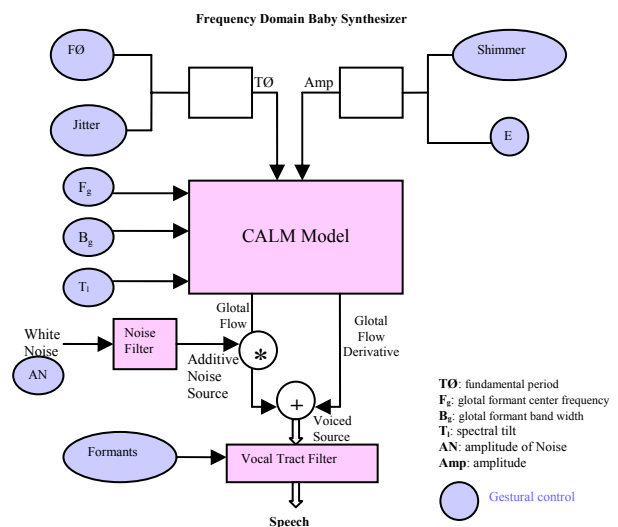 Frequency Domain Baby Synthesizer
FØ
Shimmer
TØ
Amp
Jitter
E
Fg
Bg
Tl
CALM Model
Glotal
Flow
Glotal
Flow
Derivative
White
Noise
Noise
Filter
*
Additive
Noise
Source
AN
+
Voiced
Source
Formants
Vocal Tract Filter
Speech
TØ: fundamental period
Fg: glotal formant center frequency
Bg: glotal formant band width
Tl: spectral tilt
AN: amplitude of Noise
Amp: amplitude
Gestural control